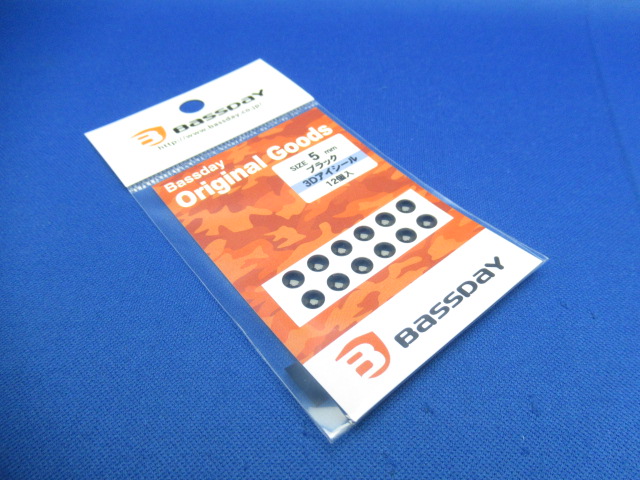 BASSDAY
http://www.bassday.co.jp/
Bassday
Original Goods
SIZE 5 mm
ブラック
3Dアイシール
12個入
BASSDAY